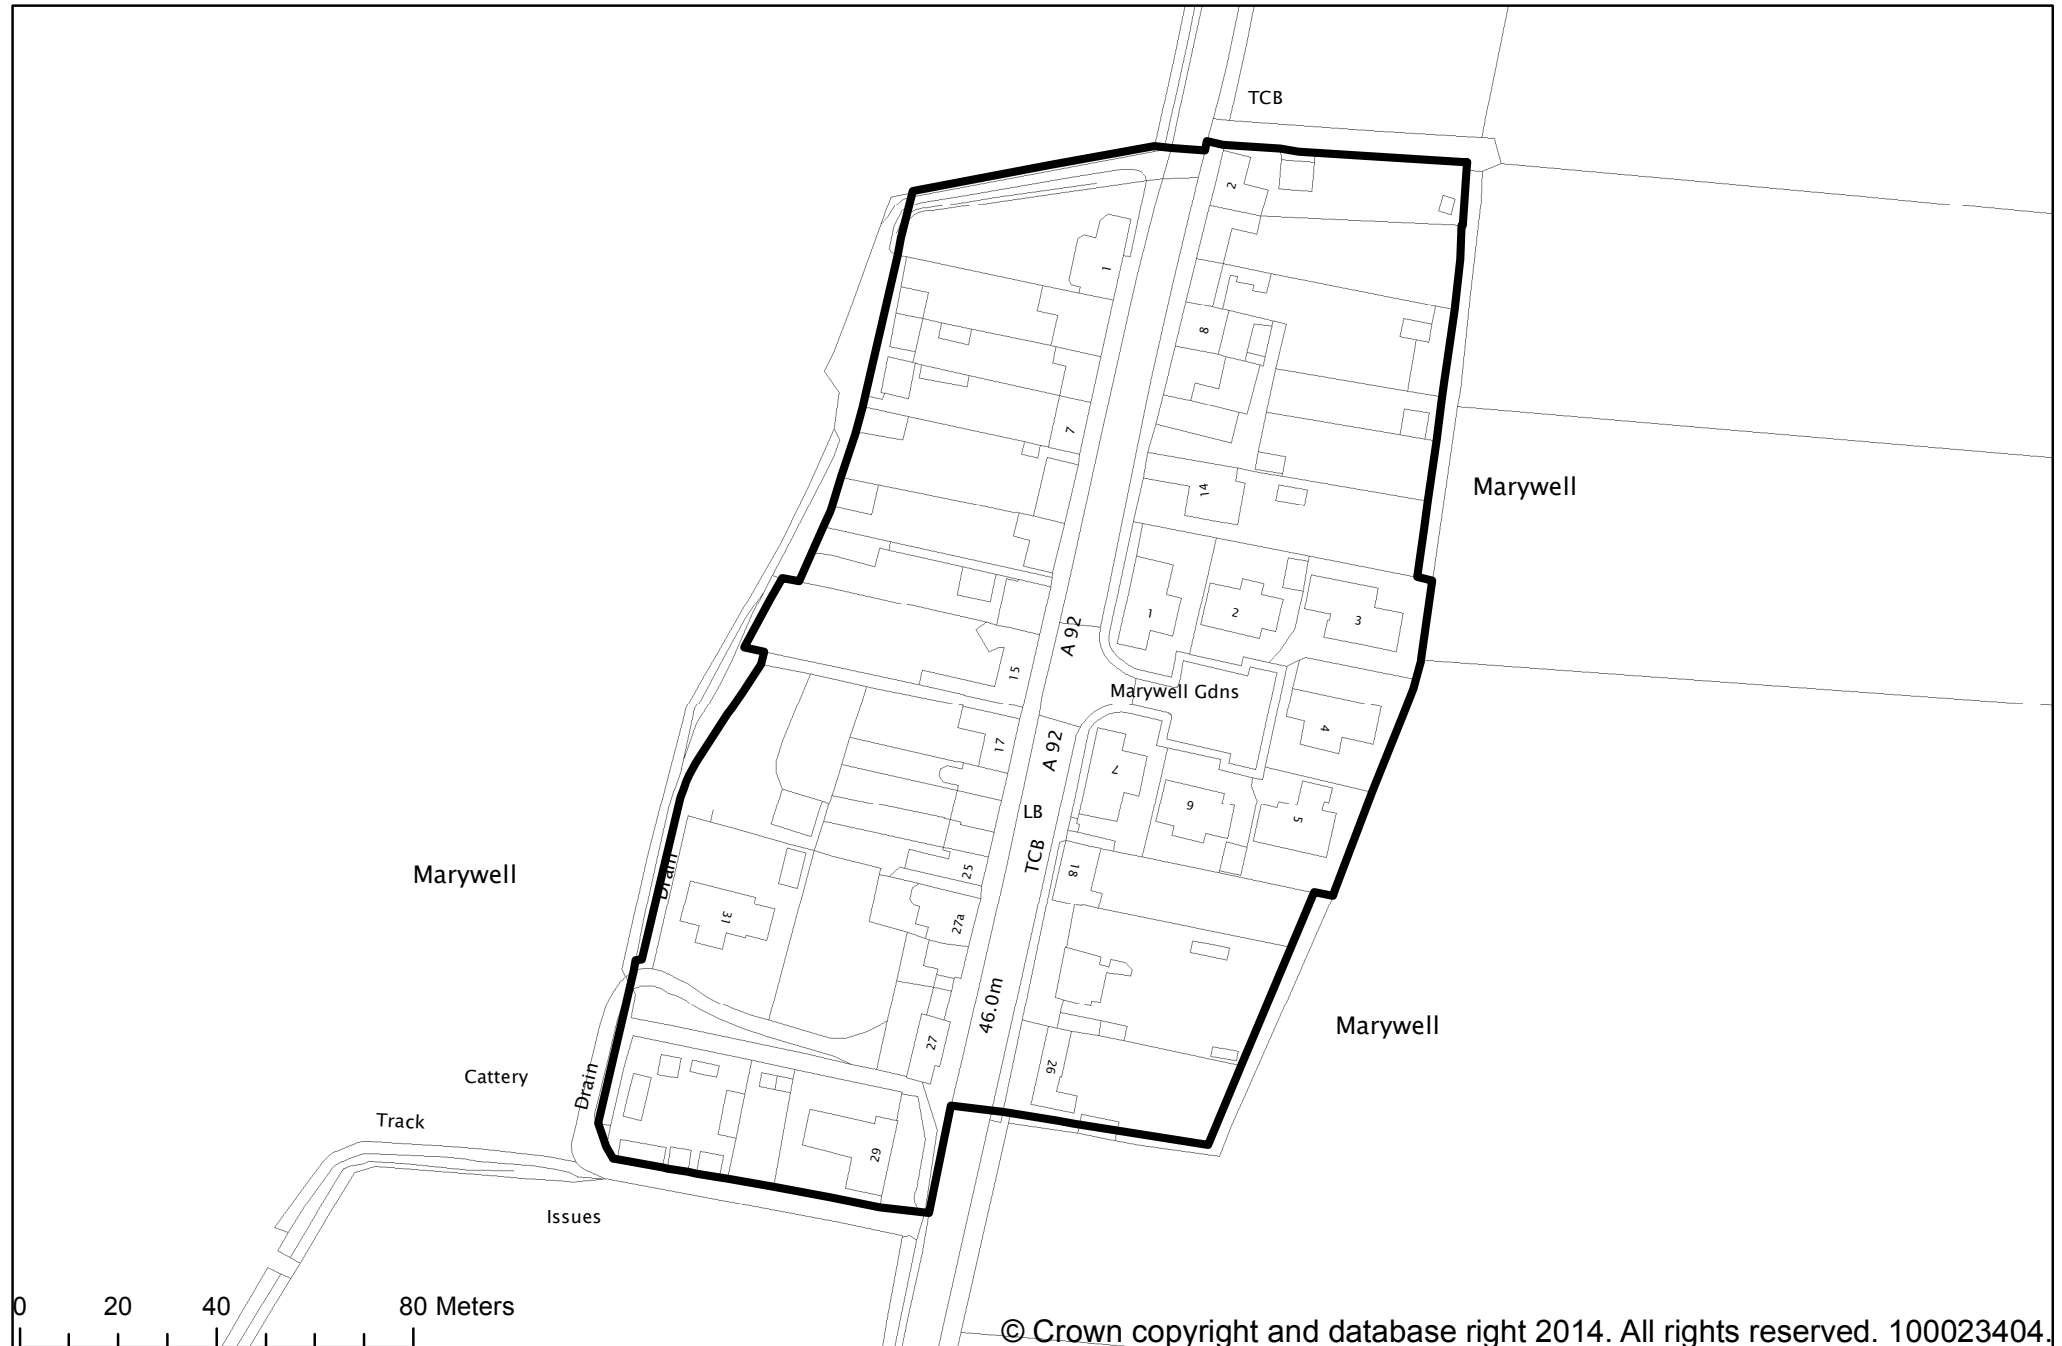 TCB
2
1
8
7
Marywell
14
1
2
3
A 92
15
Marywell Gdns
4
17
A 92
7
6
5
LB
TCB
Marywell
Drain
25
18
31
27a
46.0m
Marywell
27
26
Cattery
Drain
Track
29
Issues
0 20 40 80 Meters
© Crown copyright and database right 2014. All rights reserved. 100023404.